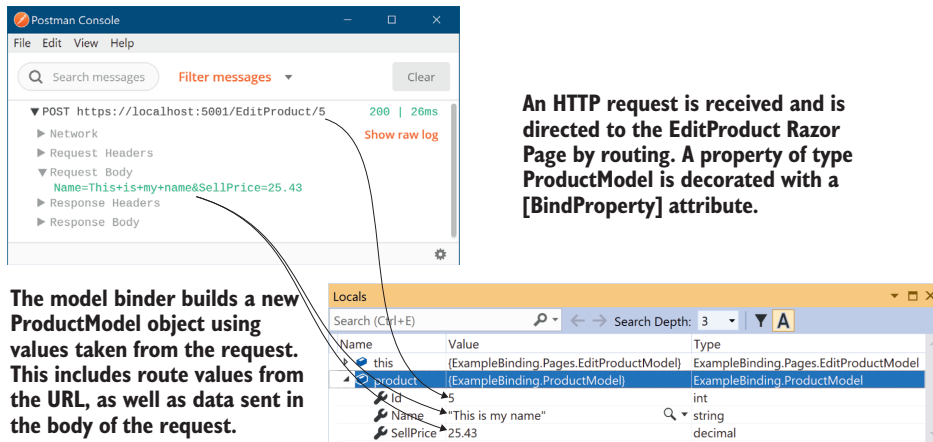 Postman Console
File Edit View Help
Search messages Filter messages Clear
POST https://localhost:5001/EditProduct/5 200 | 26ms
Network Show raw log
Request Headers
Request Body
Name=This+is+my+name&SellPrice=25.43
Response Headers
Response Body
An HTTP request is received and is
directed to the EditProduct Razor
Page by routing. A property of type
ProductModel is decorated with a
[BindProperty] attribute.
The model binder builds a new
ProductModel object using
values taken from the request.
This includes route values from
the URL, as well as data sent in
the body of the request.
Locals
Search (Ctrl+E) Search Depth: 3 A
Name Value Type
this {ExampleBinding.Pages.EditProductModel} ExampleBinding.Pages.EditProductModel
product {ExampleBinding.ProductModel} ExampleBinding.ProductModel
Id 5 int
Name "This is my name" string
SellPrice 25.43 decimal